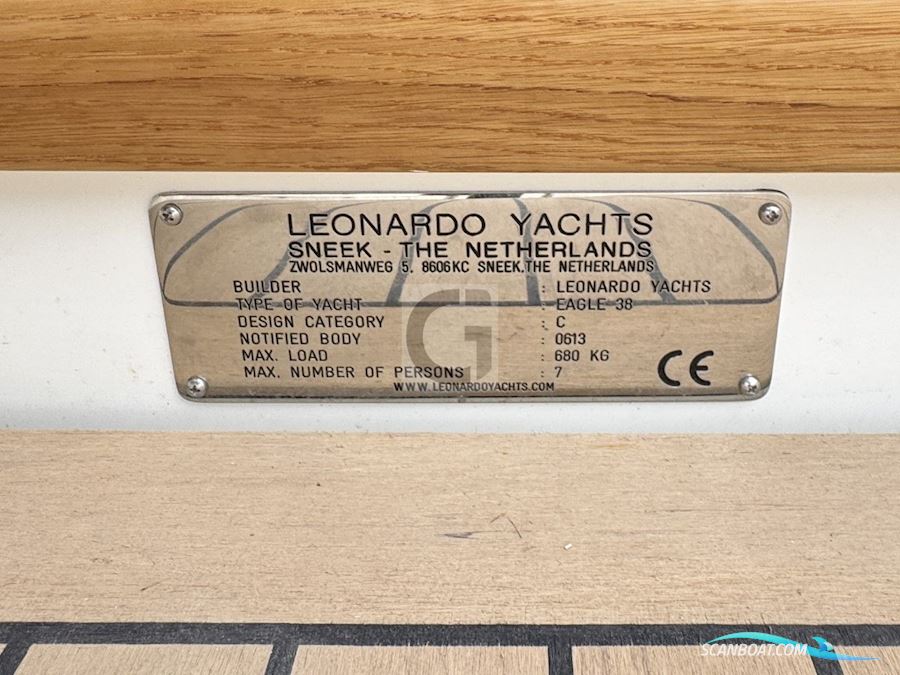 LEONARDO YACHTS
SNEEK - THE NETHERLANDS
ZWOLSMANWEG 5, 8606KC SNEEK, THE NETHERLANDS
BUILDER : LEONARDO YACHTS
TYPE OF YACHT : EAGLE 38
DESIGN CATEGORY : C
NOTIFIED BODY : 0613
MAX. LOAD : 680 KG
MAX. NUMBER OF PERSONS : 7
CE
WWW.LEONARDOYACHTS.COM
SCANBOAT.COM